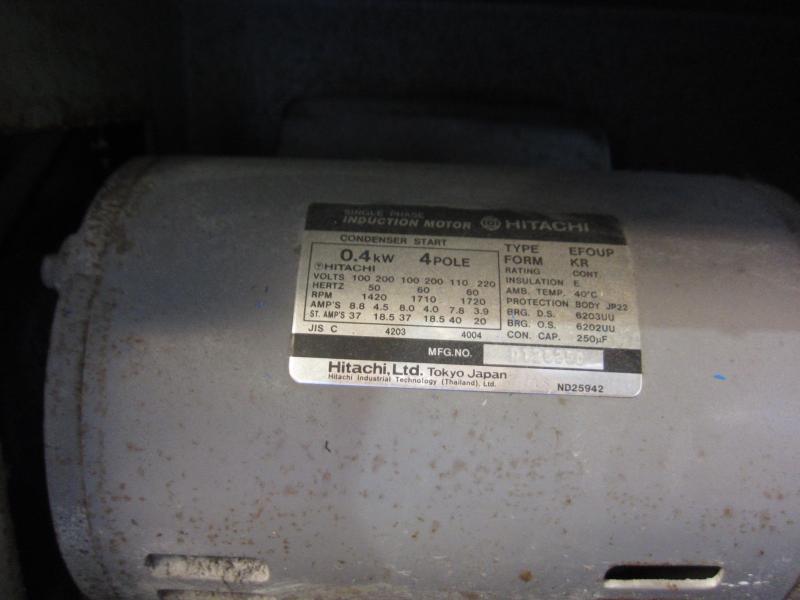 SINGLE PHASE
INDUCTION MOTOR HITACHI
CONDENSER START
0.4kW 4POLE
HITACHI
VOLTS 100 200 100 200 110 220
HERTZ 50 60 60
RPM 1420 1710 1720
AMP'S 8.8 4.5 8.0 4.0 7.8 3.9
ST. AMP'S 37 18.5 37 18.5 40 20
JIS C 4203 4004
TYPE EFOUP
FORM KR
RATING CONT.
INSULATION E
AMB. TEMP. 40°C
PROTECTION BODY JP22
BRG. D.S. 6203UU
BRG. O.S. 6202UU
CON. CAP. 250µF
MFG.NO.
Hitachi, Ltd. Tokyo Japan
Hitachi Industrial Technology (Thailand), Ltd.
ND25942